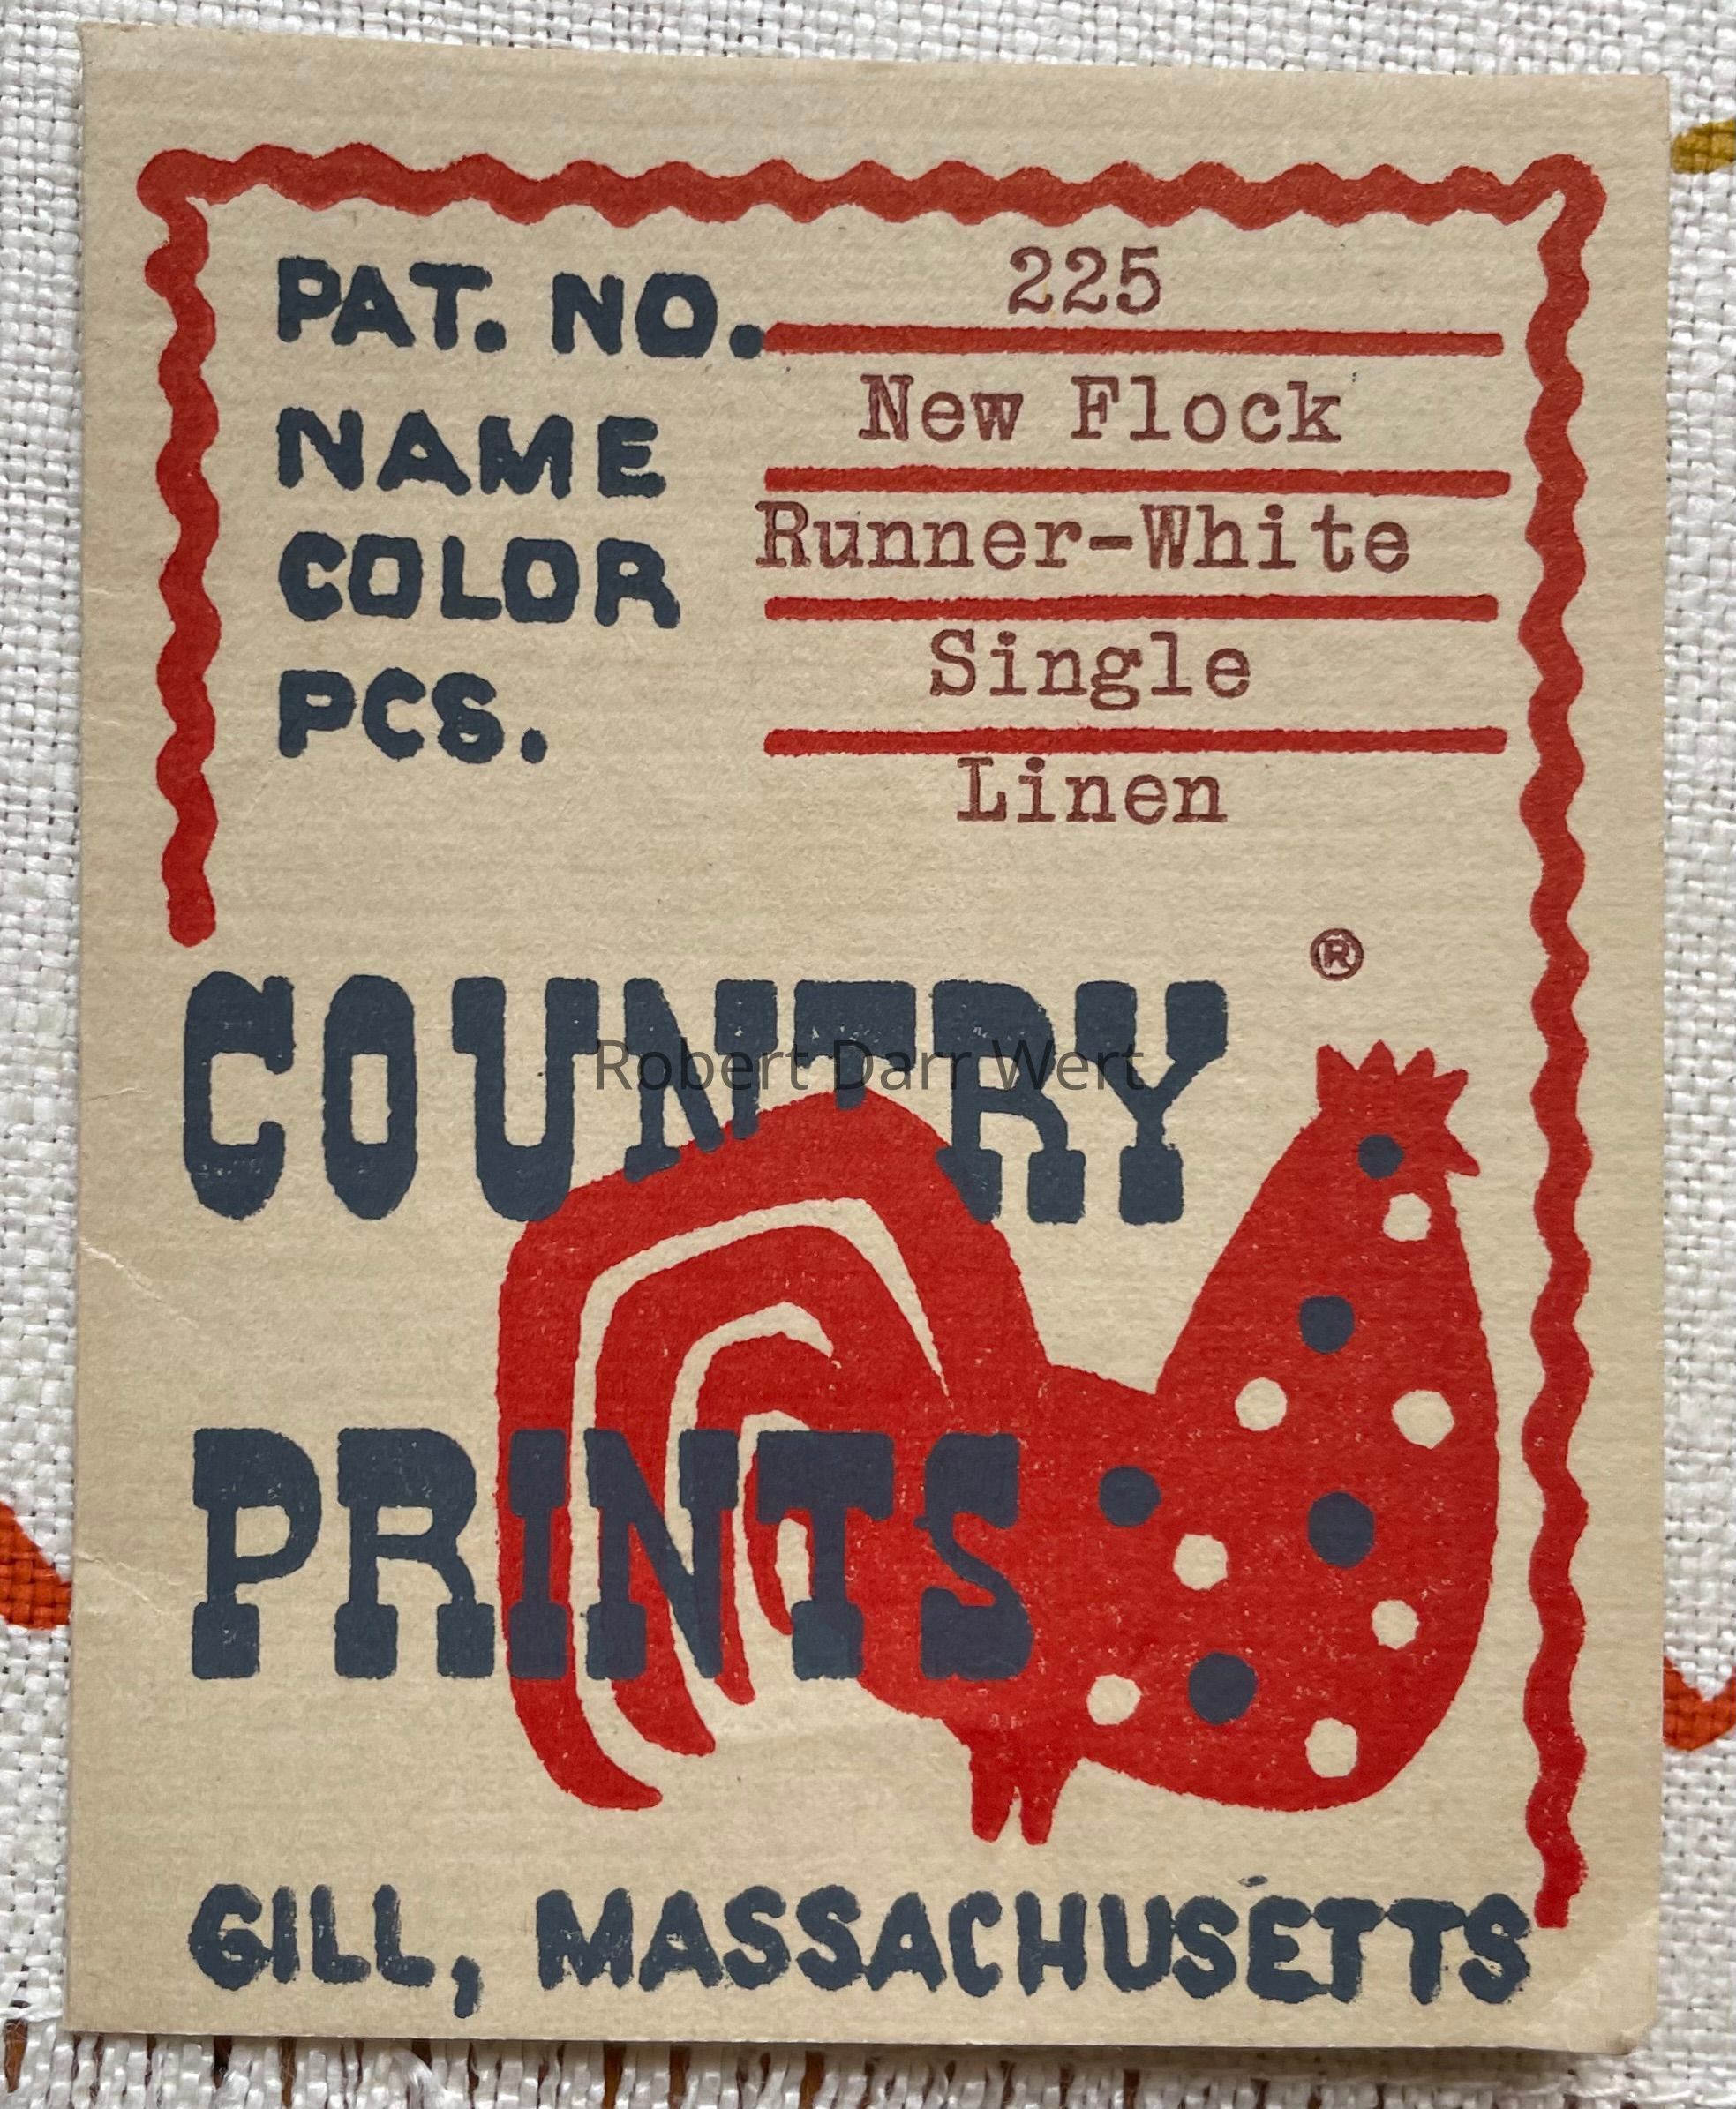 PAT. NO. 225
NAME New Flock
COLOR Runner-White
PCS. Single
Linen
®
COUNTRY
Robert Darr Wert
PRINTS
GILL, MASSACHUSETTS